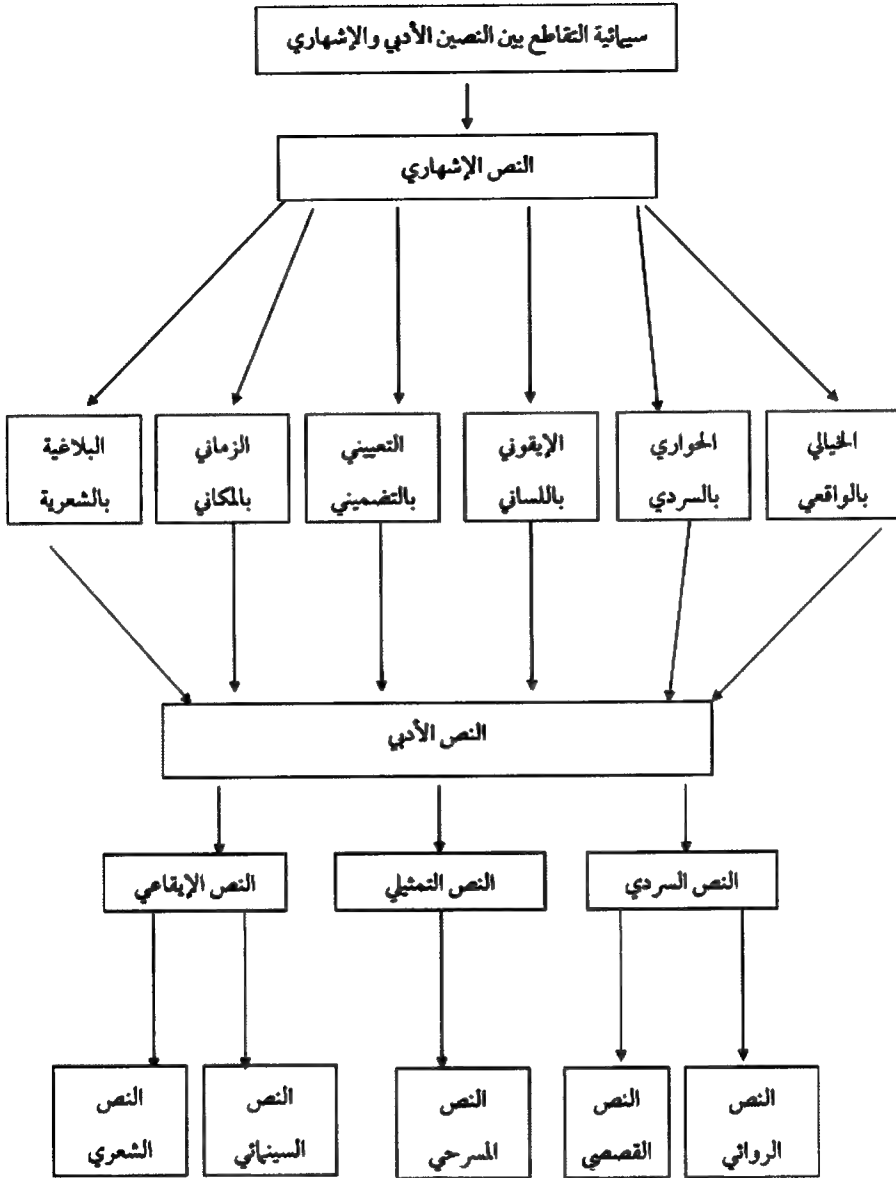 سيميائية التقاطع بين النصين الأدبي والإشهاري
النص الإشهاري
الخيالي
بالواقعي
الحواري
بالسردي
الإيقوني
باللساني
التعييني
بالتضميني
الزماني
بالمكاني
البلاغية
بالشعرية
النص الأدبي
النص السردي
النص التمثيلي
النص الإيقاعي
النص
الروائي
النص
القصصي
النص
المسرحي
النص
السينمائي
النص
الشعري